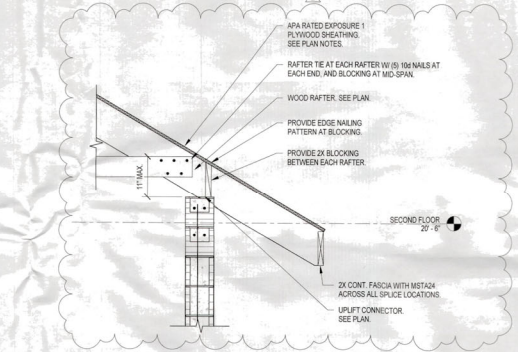 APA RATED EXPOSURE 1
PLYWOOD SHEATHING.
SEE PLAN NOTES.
RAFTER TIE AT EACH RAFTER W/ (5) 10d NAILS AT
EACH END, AND BLOCKING AT MID-SPAN.
WOOD RAFTER. SEE PLAN.
PROVIDE EDGE NAILING
PATTERN AT BLOCKING.
PROVIDE 2X BLOCKING
BETWEEN EACH RAFTER.
11" MAX.
SECOND FLOOR
20' - 6"
2X CONT. FASCIA WITH MSTA24
ACROSS ALL SPLICE LOCATIONS
UPLIFT CONNECTOR.
SEE PLAN.